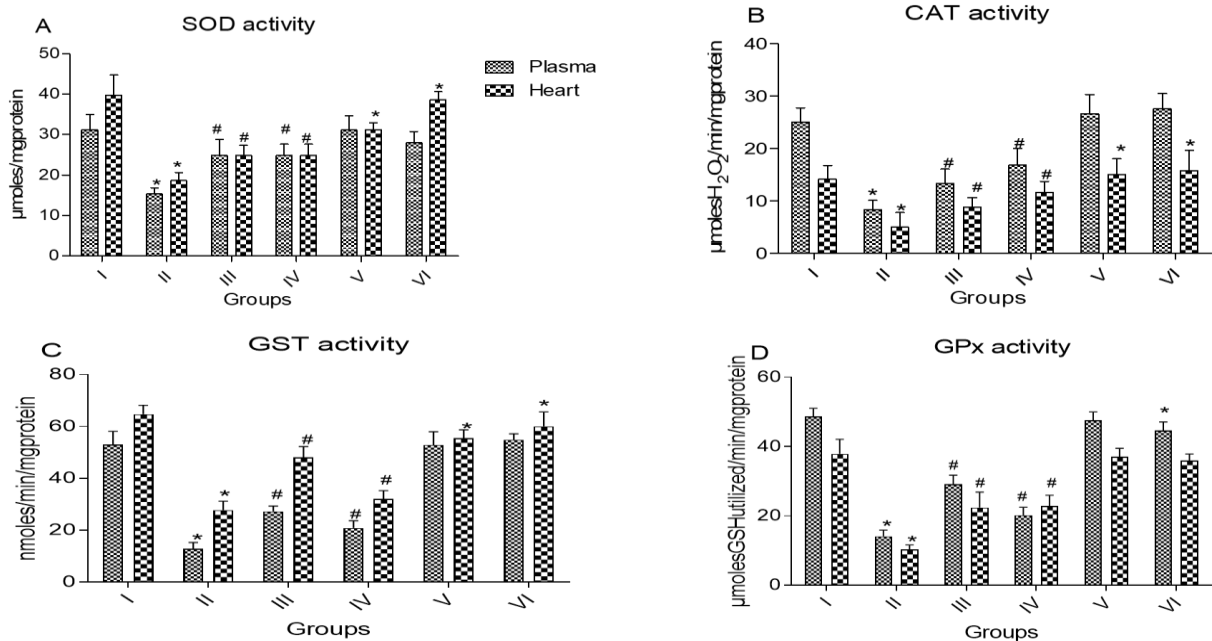 A
SOD activity
µmoles/mgprotein
50
40
30
20
10
0
* * # # # # * *
I II III IV V VI
Groups
Plasma
Heart
B
CAT activity
µmolesH₂O₂/min/mgprotein
40
30
20
10
0
* * # # # # * *
I II III IV V VI
Groups
C
GST activity
nmoles/min/mgprotein
80
60
40
20
0
* * # # # # * *
I II III IV V VI
Groups
D
GPx activity
µmolesGSHutilized/min/mgprotein
60
40
20
0
* * # # # # *
I II III IV V VI
Groups